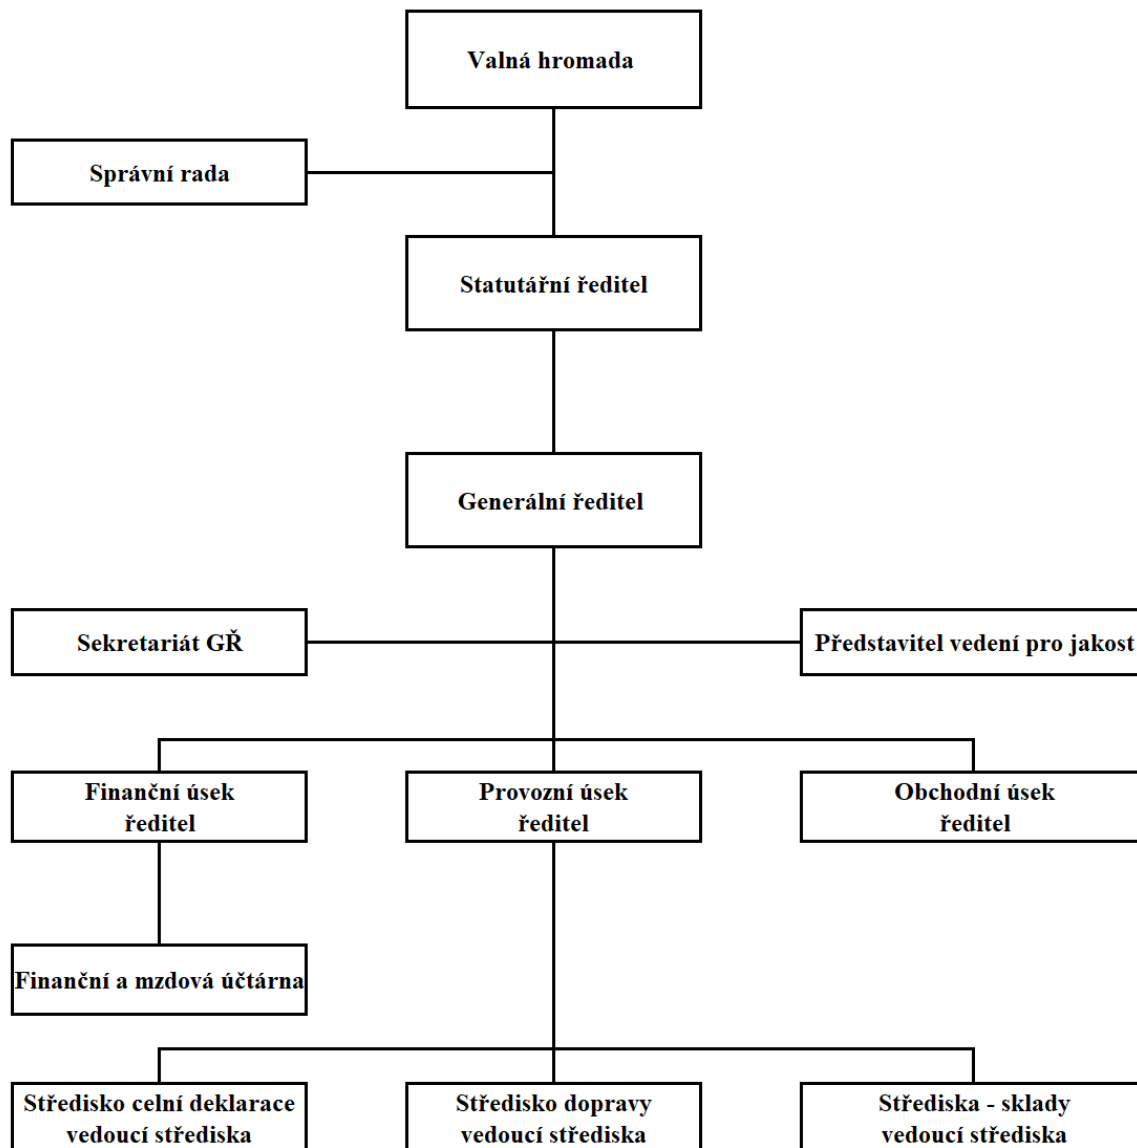 Valná hromada
Správní rada
Statutářní ředitel
Generální ředitel
Sekretariát GŘ
Představitel vedení pro jakost
Finanční úsek
ředitel
Provozní úsek
ředitel
Obchodní úsek
ředitel
Finanční a mzdová účtárna
Středisko celní deklarace
vedoucí střediska
Středisko dopravy
vedoucí střediska
Střediska - sklady
vedoucí střediska